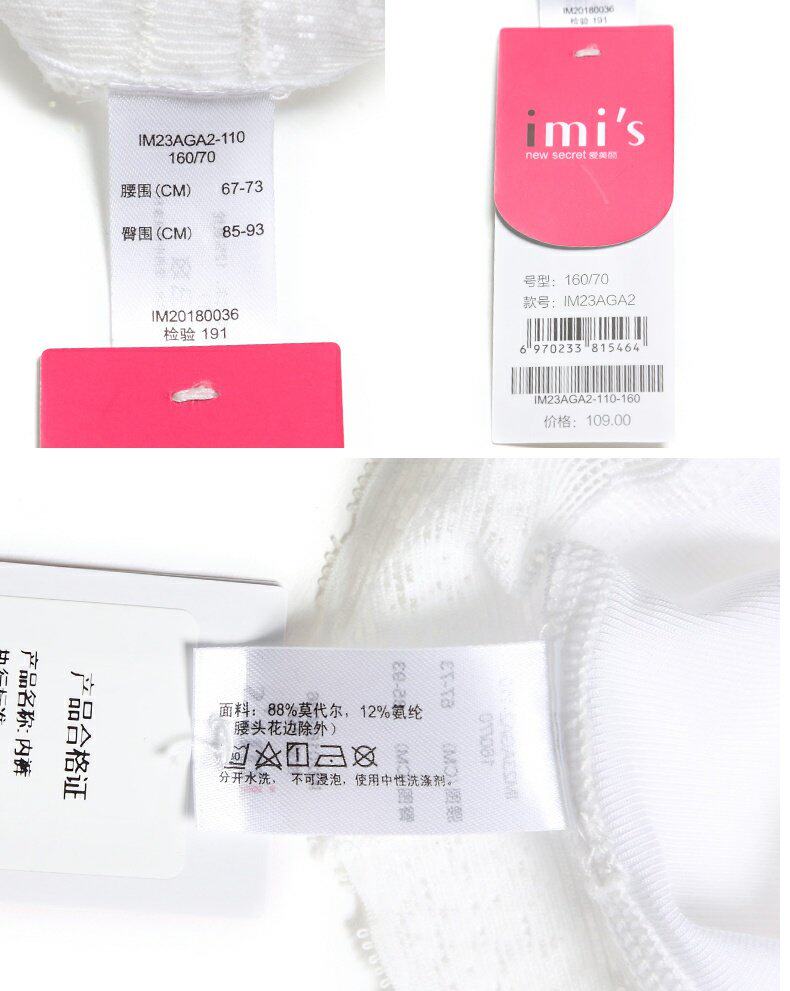 IM23AGA2-110
160/70
腰围(CM) 67-73
臀围(CM) 85-93
IM20180036
检验 191
IM20180036
检验 191
imi's
new secret 爱美丽
号型: 160/70
款号: IM23AGA2
6 970233 815464
IM23AGA2-110-160
价格: 109.00
产品合格证
产品名称: 内裤
执行标准
面料: 88%莫代尔, 12%氨纶
(腰头花边除外)
分开水洗, 不可浸泡, 使用中性洗涤剂。